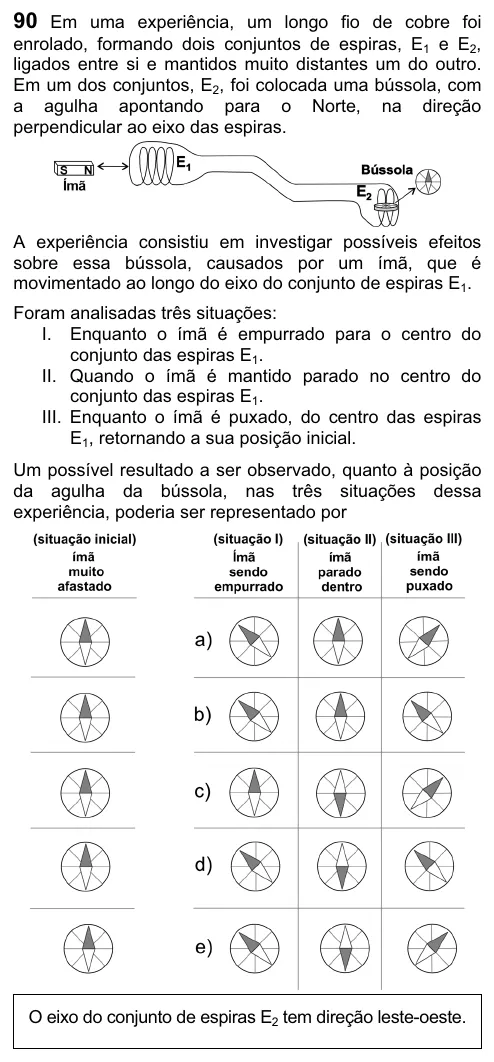 90 Em uma experiência, um longo fio de cobre foi
enrolado, formando dois conjuntos de espiras, E1 e E2,
ligados entre si e mantidos muito distantes um do outro.
Em um dos conjuntos, E2, foi colocada uma bússola, com
a agulha apontando para o Norte, na direção
perpendicular ao eixo das espiras.
S N
Ímã
E1
Bússola
E2
A experiência consistiu em investigar possíveis efeitos
sobre essa bússola, causados por um ímã, que é
movimentado ao longo do eixo do conjunto de espiras E1.
Foram analisadas três situações:
I. Enquanto o ímã é empurrado para o centro do
conjunto das espiras E1.
II. Quando o ímã é mantido parado no centro do
conjunto das espiras E1.
III. Enquanto o ímã é puxado, do centro das espiras
E1, retornando a sua posição inicial.
Um possível resultado a ser observado, quanto à posição
da agulha da bússola, nas três situações dessa
experiência, poderia ser representado por
(situação inicial) (situação I) (situação II) (situação III)
ímã Ímã ímã ímã
muito sendo parado sendo
afastado empurrado dentro puxado
a)
b)
c)
d)
e)
O eixo do conjunto de espiras E2 tem direção leste-oeste.